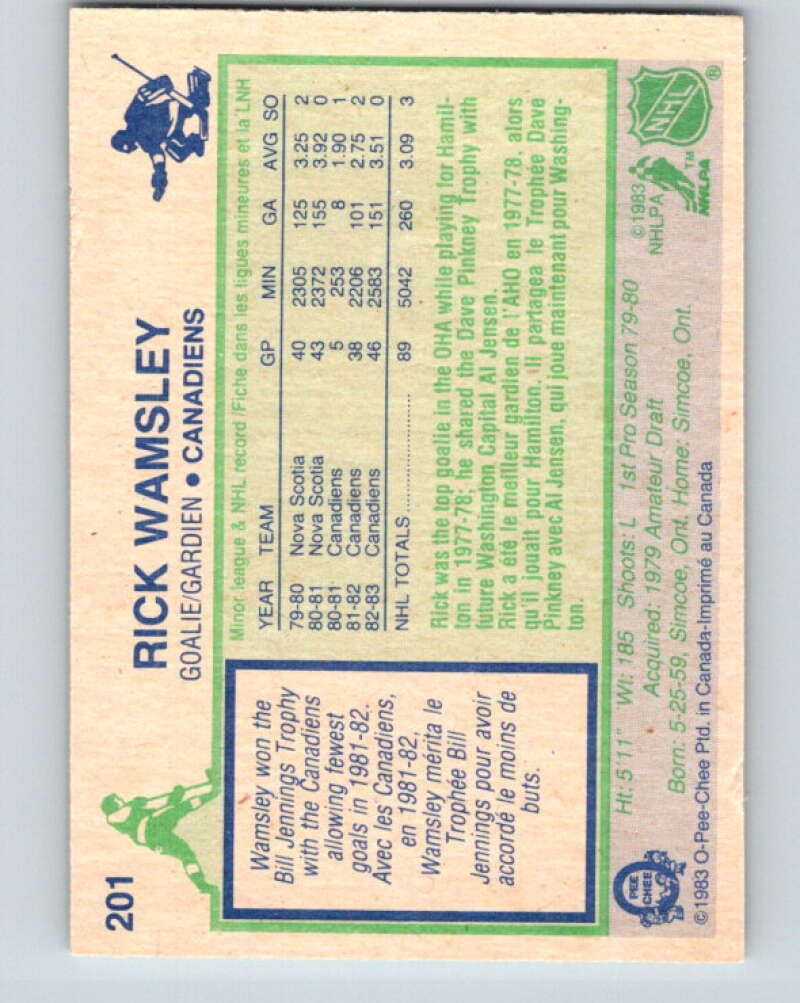 201
RICK WAMSLEY
GOALIE/GARDIEN • CANADIENS
Wamsley won the
Bill Jennings Trophy
with the Canadiens
allowing fewest
goals in 1981-82.
Avec les Canadiens,
en 1981-82,
Wamsley mérita le
Trophée Bill
Jennings pour avoir
accordé le moins de
buts.
Minor league & NHL record/Fiche dans les ligues mineures et la LNH
YEAR TEAM GP MIN GA AVG SO
79-80 Nova Scotia 40 2305 125 3.25 2
80-81 Nova Scotia 43 2372 155 3.92 0
80-81 Canadiens 5 253 8 1.90 1
81-82 Canadiens 38 2206 101 2.75 2
82-83 Canadiens 46 2583 151 3.51 0
NHL TOTALS 89 5042 260 3.09 3
Rick was the top goalie in the OHA while playing for Hamil-
ton in 1977-78; he shared the Dave Pinkney Trophy with
future Washington Capital Al Jensen.
Rick a été le meilleur gardien de l'AHO en 1977-78, alors
qu'il jouait pour Hamilton. Il partagea le Trophée Dave
Pinkney avec Al Jensen, qui joue maintenant pour Washing-
ton.
Ht: 5'11" Wt: 185 Shoots: L 1st Pro Season 79-80
Acquired: 1979 Amateur Draft
Born: 5-25-59, Simcoe, Ont. Home: Simcoe, Ont.
©1983 O-Pee-Chee Ptd. in Canada-Imprimé au Canada
O PEE CHEE
©1983
NHLPA
TM
NHLPA
NHL
®